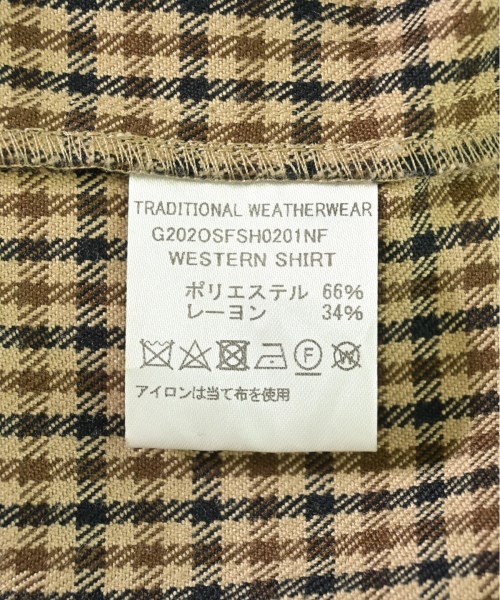 TRADITIONAL WEATHERWEAR
G202OSFSH0201NF
WESTERN SHIRT
ポリエステル 66%
レーヨン 34%
F W
アイロンは当て布を使用